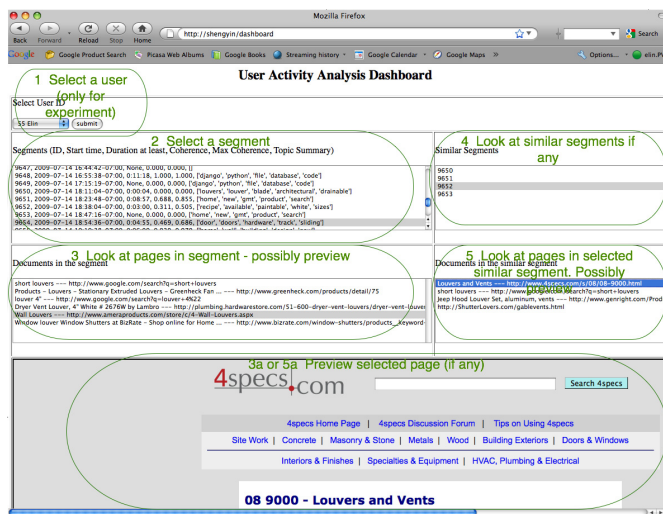 Mozilla Firefox
http://shengyin/dashboard
Search
Back Forward Reload Stop Home
Google Google Product Search Picasa Web Albums Google Books Streaming history Google Calendar Google Maps » Options...
User Activity Analysis Dashboard
1 Select a user
(only for
experiment)
Select User ID
55 Elin submit
2 Select a segment
Segments (ID, Start time, Duration at least, Coherence, Max Coherence, Topic Summary)
9647, 2009-07-14 16:44:42-07:00, None, 0.000, 0.000, []
9648, 2009-07-14 16:55:38-07:00, 0:11:18, 1.000, 1.000, ['django', 'python', 'file', 'database', 'code']
9649, 2009-07-14 17:15:19-07:00, None, 0.000, 0.000, ['django', 'python', 'file', 'database', 'code']
9650, 2009-07-14 18:11:04-07:00, 0:00:04, 0.000, 0.000, ['louvers', 'louver', 'blade', 'architectural', 'drainable']
9651, 2009-07-14 18:23:48-07:00, 0:08:57, 0.688, 0.855, ['home', 'new', 'gmt', 'product', 'search']
9652, 2009-07-14 18:38:04-07:00, 0:03:00, 0.311, 0.505, ['recipe', 'available', 'paintable', 'white', 'sizes']
9653, 2009-07-14 18:47:16-07:00, None, 0.000, 0.000, ['home', 'new', 'gmt', 'product', 'search']
9654, 2009-07-14 18:54:36-07:00, 0:04:55, 0.469, 0.686, ['door', 'doors', 'hardware', 'track', 'sliding']
4 Look at similar segments if
any
Similar Segments
9650
9651
9652
9653
3 Look at pages in segment - possibly preview
Documents in the segment
short louvers --- http://www.google.com/search?q=short+louvers
Products – Louvers – Stationary Extruded Louvers – Greenheck Fan ... --- http://www.greenheck.com/products/detail/75
louver 4" --- http://www.google.com/search?q=louver+4%22
Dryer Vent Louver, 4" White # 2676W by Lambro --- http://plumbing.hardwarestore.com/51-600-dryer-vent-louvers/dryer-vent-louver
Wall Louvers --- http://www.ameraproducts.com/store/c/4-Wall-Louvers.aspx
Window louver Window Shutters at BizRate – Shop online for Home ... --- http://www.bizrate.com/window-shutters/products__keyword-
5 Look at pages in selected
similar segment. Possibly
preview
Documents in the similar segment
Louvers and Vents --- http://www.4specs.com/s/08/08-9000.html
short louvers --- http://www.google.com/search?q=short+louvers
Jeep Hood Louver Set, aluminum, vents --- http://www.genright.com/Prod
http://ShutterLovers.com/gablevents.html
3a or 5a Preview selected page (if any)
4specs.com
Search 4specs
4specs Home Page | 4specs Discussion Forum | Tips on Using 4specs
Site Work | Concrete | Masonry & Stone | Metals | Wood | Building Exteriors | Doors & Windows
Interiors & Finishes | Specialties & Equipment | HVAC, Plumbing & Electrical
08 9000 - Louvers and Vents